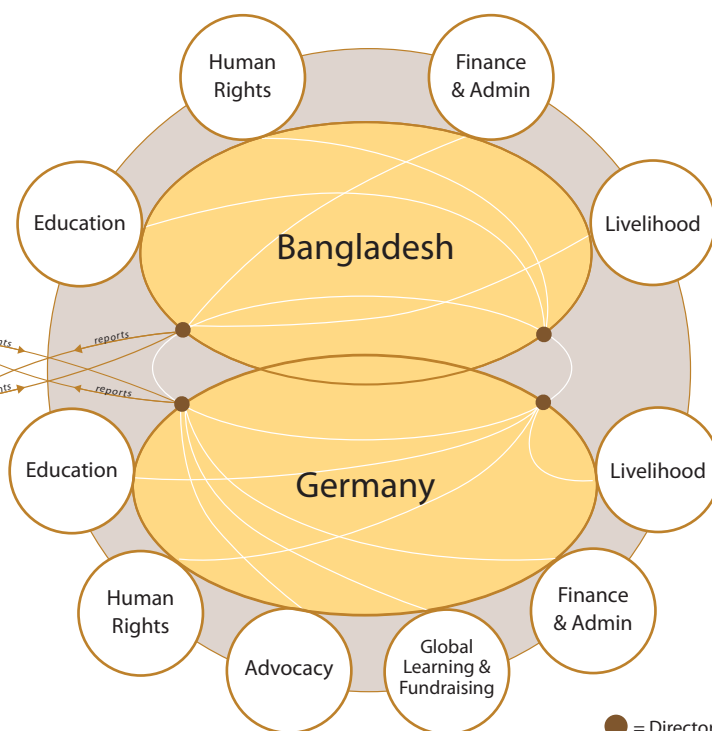 Human
Rights
Finance
& Admin
Education
Livelihood
Bangladesh
reports
reports
Education
Germany
Livelihood
Human
Rights
Finance
& Admin
Advocacy
Global
Learning &
Fundraising
= Director